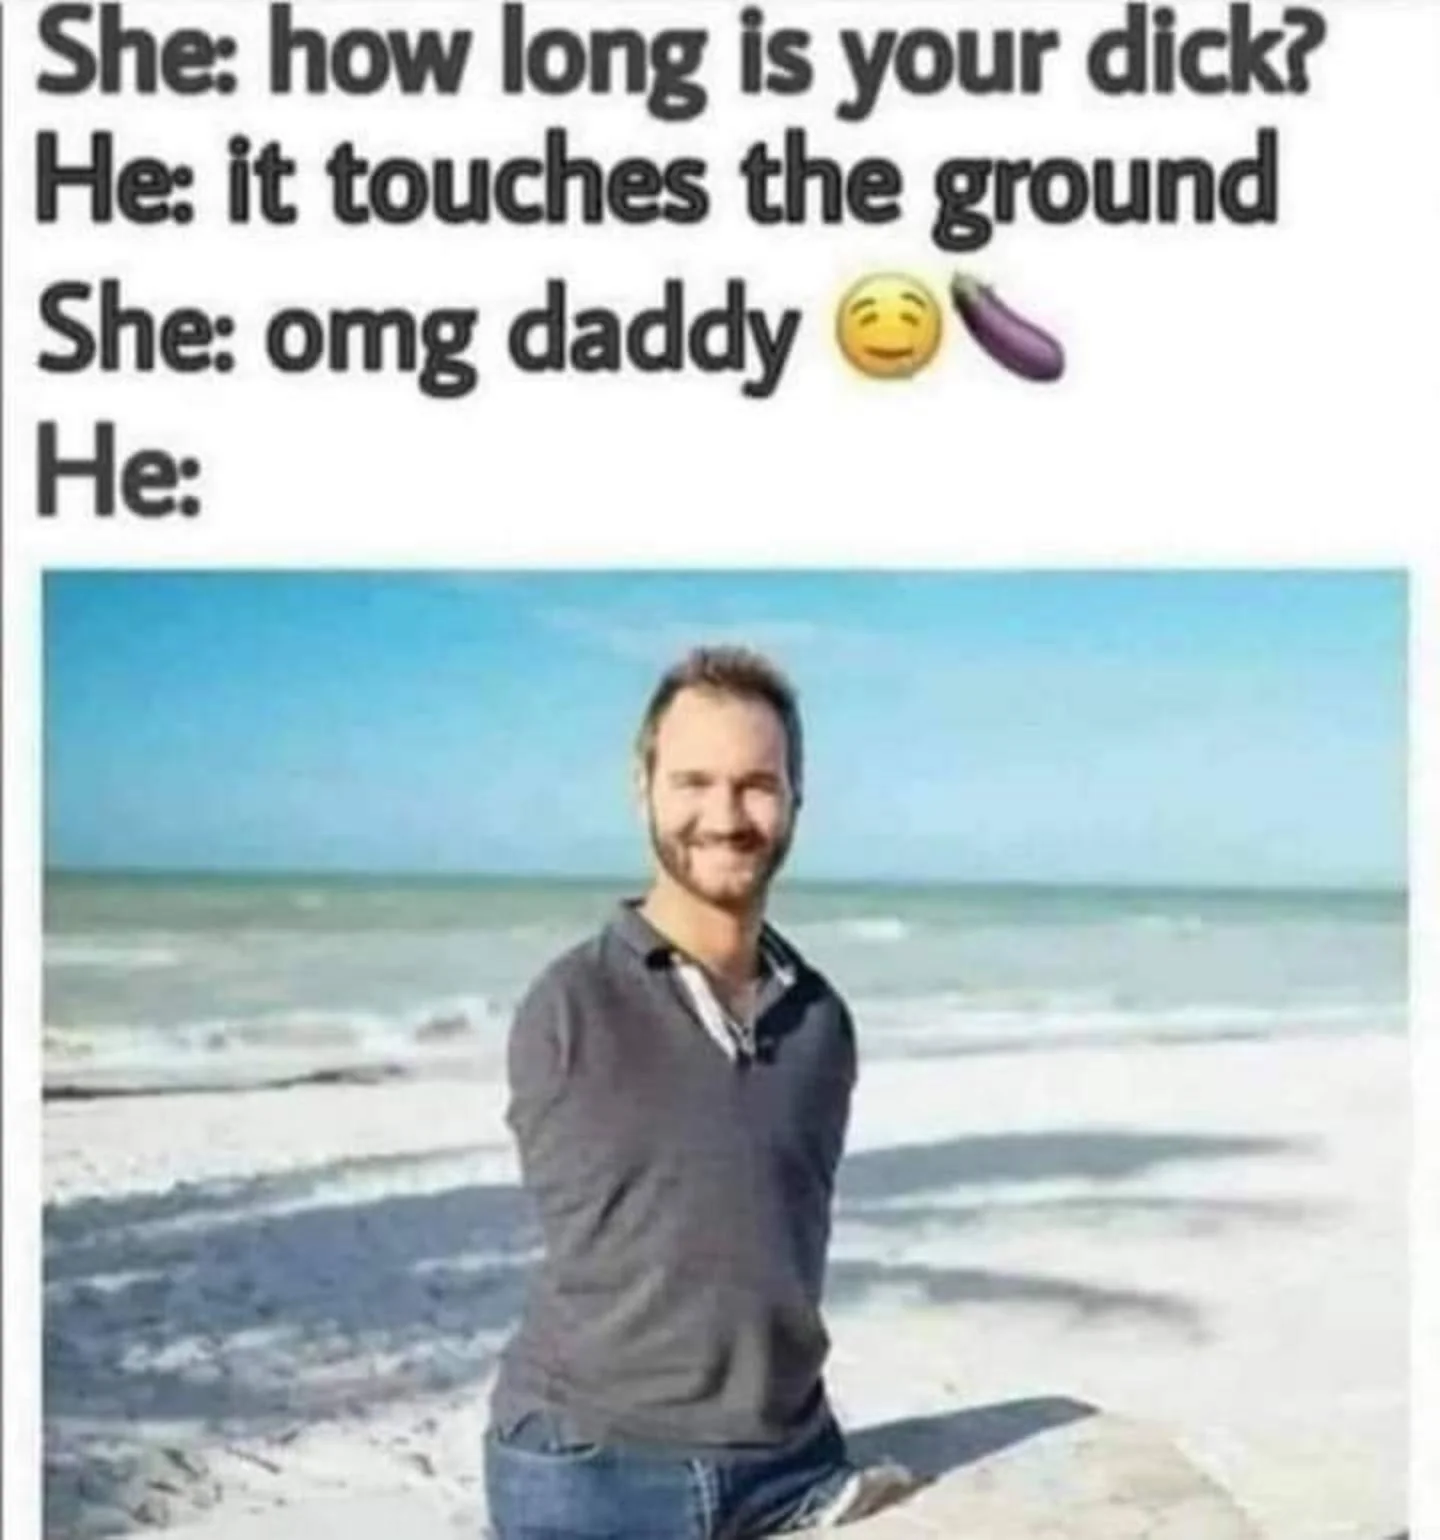 She: how long is your dick?
He: it touches the ground
She: omg daddy 🤤🍆
He: